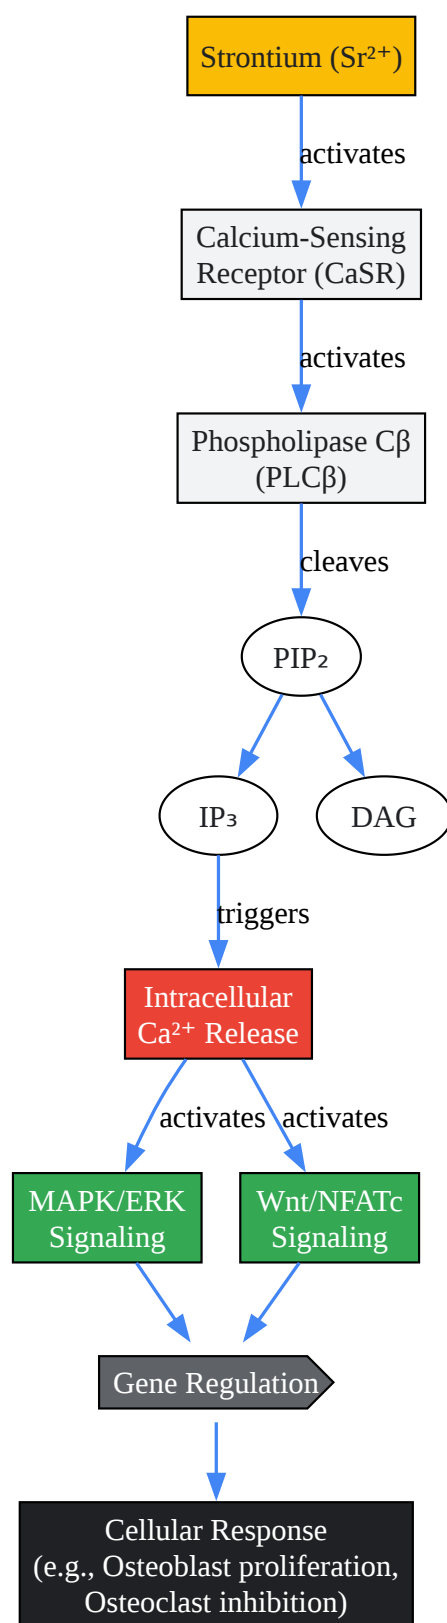 Strontium (Sr²⁺)
activates
Calcium-Sensing
Receptor (CaSR)
activates
Phospholipase Cβ
(PLCβ)
cleaves
PIP₂
IP₃
DAG
triggers
Intracellular
Ca²⁺ Release
activates
activates
MAPK/ERK
Signaling
Wnt/NFATc
Signaling
Gene Regulation
Cellular Response
(e.g., Osteoblast proliferation,
Osteoclast inhibition)